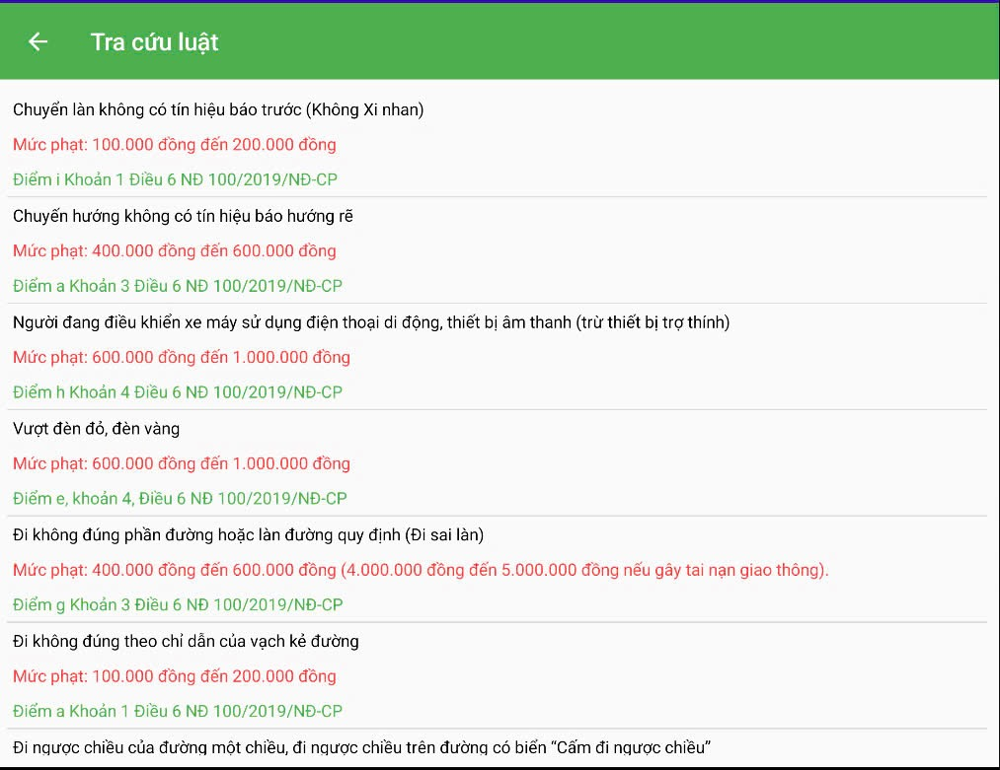 Tra cứu luật
Chuyển làn không có tín hiệu báo trước (Không Xi nhan)
Mức phạt: 100.000 đồng đến 200.000 đồng
Điểm i Khoản 1 Điều 6 NĐ 100/2019/NĐ-CP
Chuyến hướng không có tín hiệu báo hướng rẽ
Mức phạt: 400.000 đồng đến 600.000 đồng
Điểm a Khoản 3 Điều 6 NĐ 100/2019/NĐ-CP
Người đang điều khiển xe máy sử dụng điện thoại di động, thiết bị âm thanh (trừ thiết bị trợ thính)
Mức phạt: 600.000 đồng đến 1.000.000 đồng
Điểm h Khoản 4 Điều 6 NĐ 100/2019/NĐ-CP
Vượt đèn đỏ, đèn vàng
Mức phạt: 600.000 đồng đến 1.000.000 đồng
Điểm e, khoản 4, Điều 6 NĐ 100/2019/NĐ-CP
Đi không đúng phần đường hoặc làn đường quy định (Đi sai làn)
Mức phạt: 400.000 đồng đến 600.000 đồng (4.000.000 đồng đến 5.000.000 đồng nếu gây tai nạn giao thông).
Điểm g Khoản 3 Điều 6 NĐ 100/2019/NĐ-CP
Đi không đúng theo chỉ dẫn của vạch kẻ đường
Mức phạt: 100.000 đồng đến 200.000 đồng
Điểm a Khoản 1 Điều 6 NĐ 100/2019/NĐ-CP
Đi ngược chiều của đường một chiều, đi ngược chiều trên đường có biển “Cấm đi ngược chiều”